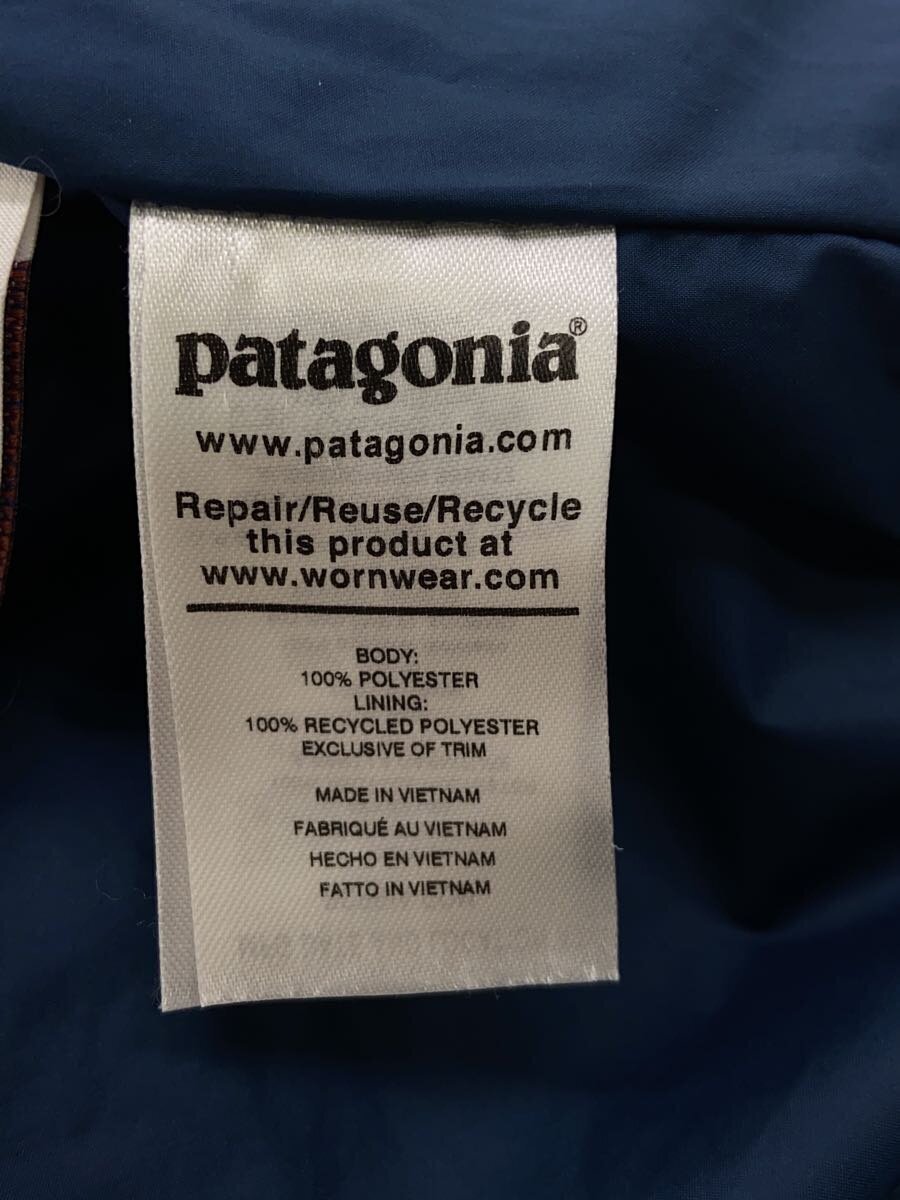 patagonia®
www.patagonia.com
Repair/Reuse/Recycle
this product at
www.wornwear.com
BODY:
100% POLYESTER
LINING:
100% RECYCLED POLYESTER
EXCLUSIVE OF TRIM
MADE IN VIETNAM
FABRIQUÉ AU VIETNAM
HECHO EN VIETNAM
FATTO IN VIETNAM